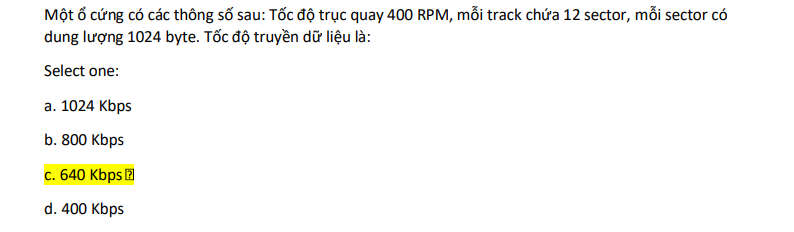 Một ổ cứng có các thông số sau: Tốc độ trục quay 400 RPM, mỗi track chứa 12 sector, mỗi sector có
dung lượng 1024 byte. Tốc độ truyền dữ liệu là:
Select one:
a. 1024 Kbps
b. 800 Kbps
c. 640 Kbps
d. 400 Kbps